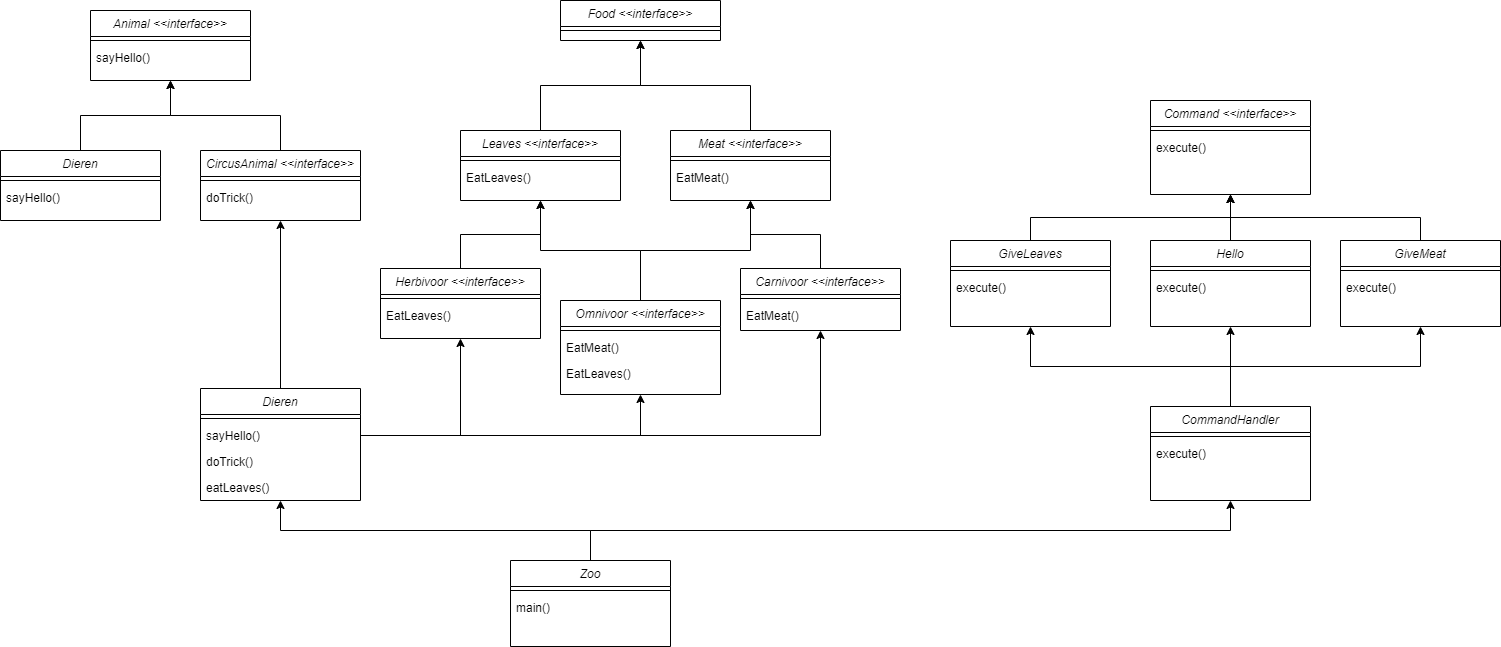 Animal <<interface>>
sayHello()
Food <<interface>>
Dieren
sayHello()
CircusAnimal <<interface>>
doTrick()
Leaves <<interface>>
EatLeaves()
Meat <<interface>>
EatMeat()
Command <<interface>>
execute()
Herbivoor <<interface>>
EatLeaves()
Omnivoor <<interface>>
EatMeat()
EatLeaves()
Carnivoor <<interface>>
EatMeat()
GiveLeaves
execute()
Hello
execute()
GiveMeat
execute()
Dieren
sayHello()
doTrick()
eatLeaves()
CommandHandler
execute()
Zoo
main()